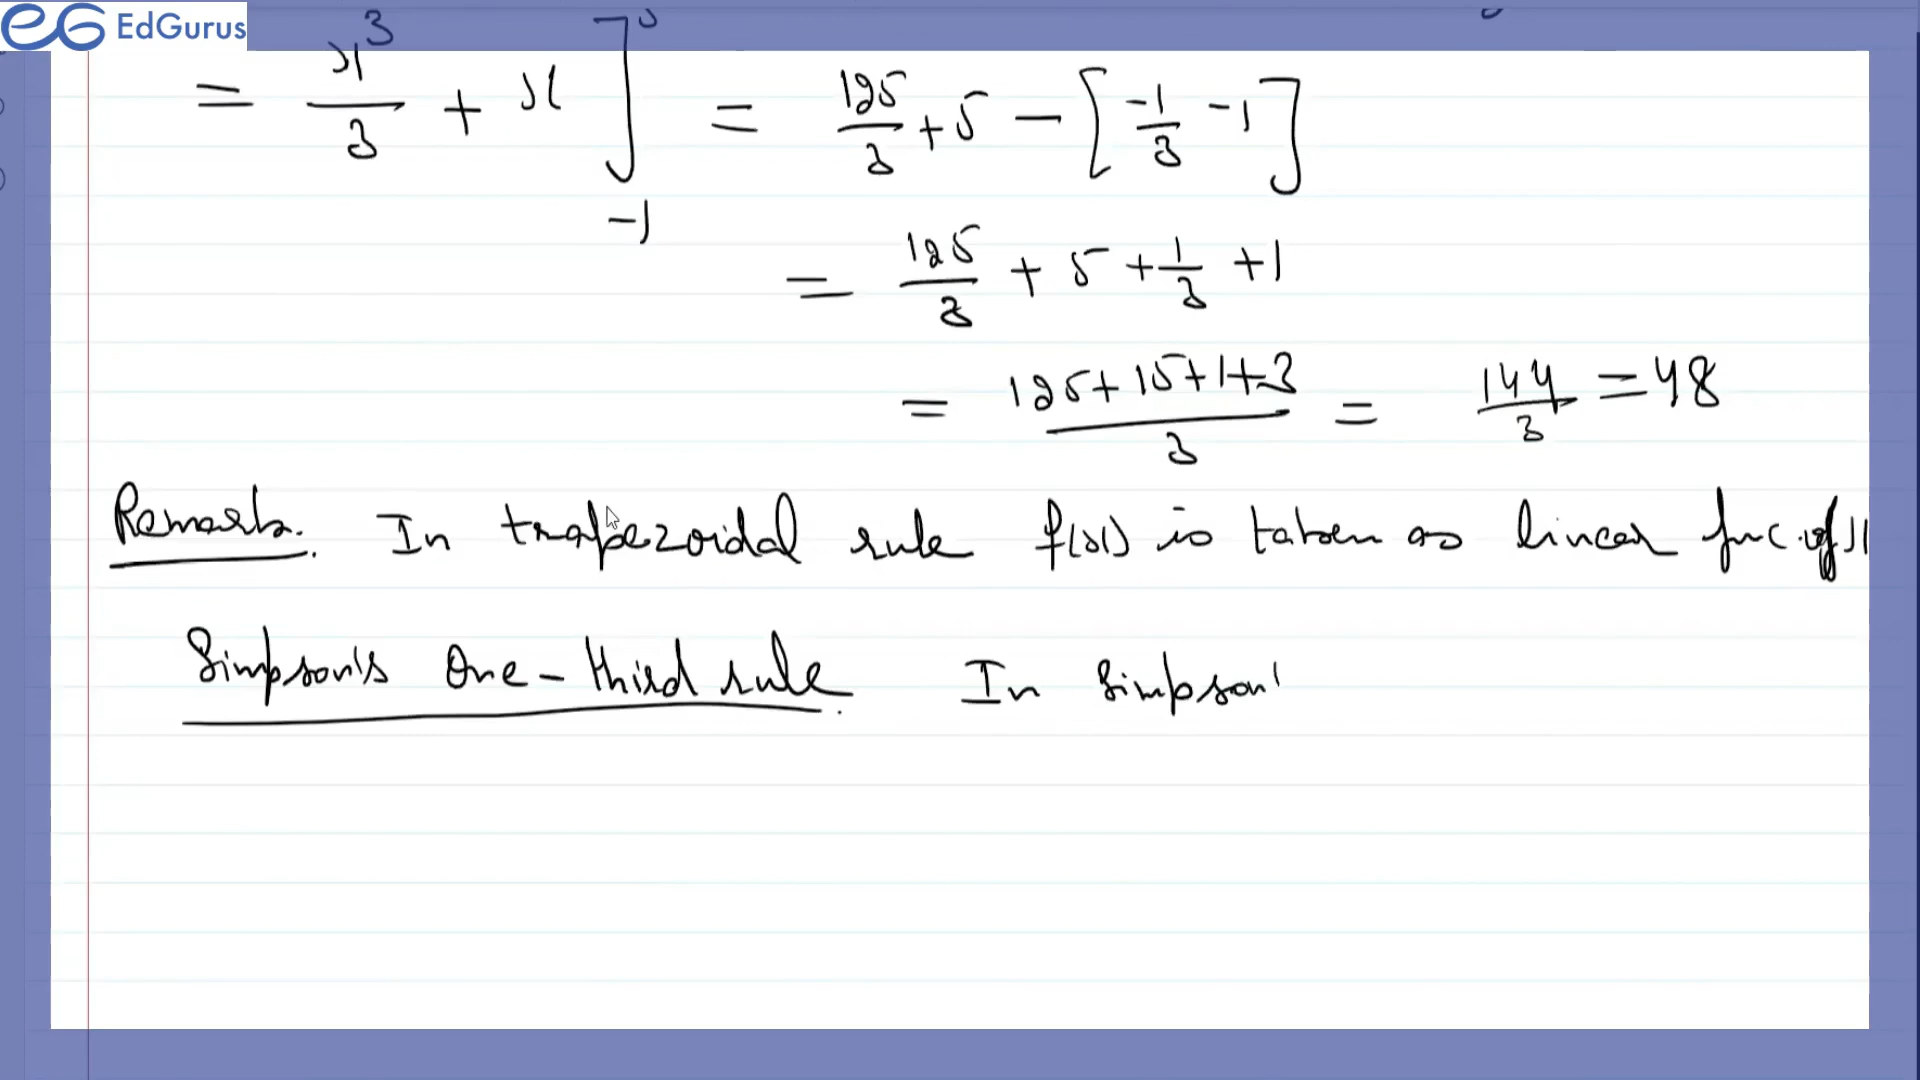 EdGurus
= x³/3 + x ]⁵₋₁ = 125/3 + 5 - [ -1/3 - 1 ]
= 125/3 + 5 + 1/3 + 1
= 125+15+1+3/3 = 144/3 = 48
Remark. In trapezoidal rule f(x) is taken as linear func. of x
Simpson's One-third rule. In Simpson'